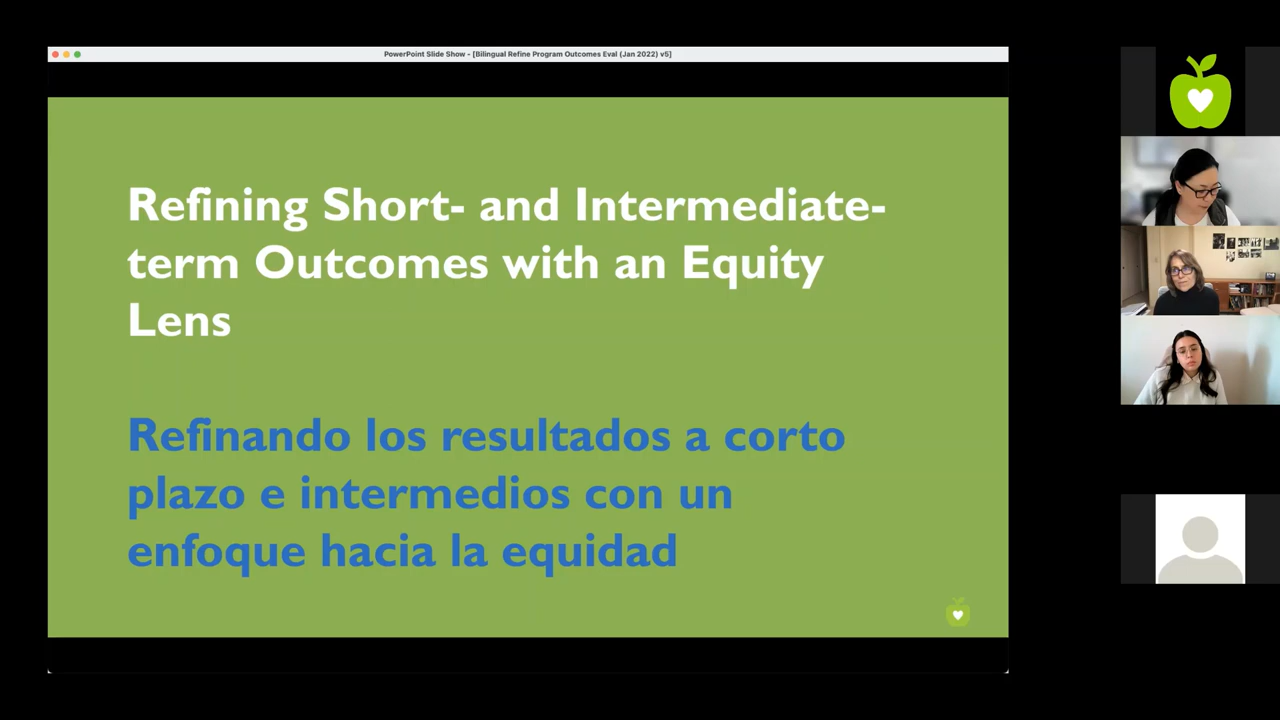 PowerPoint Slide Show - [Bilingual Refine Program Outcomes Eval (Jan 2022) v5]
Refining Short- and Intermediate-
term Outcomes with an Equity
Lens
Refinando los resultados a corto
plazo e intermedios con un
enfoque hacia la equidad